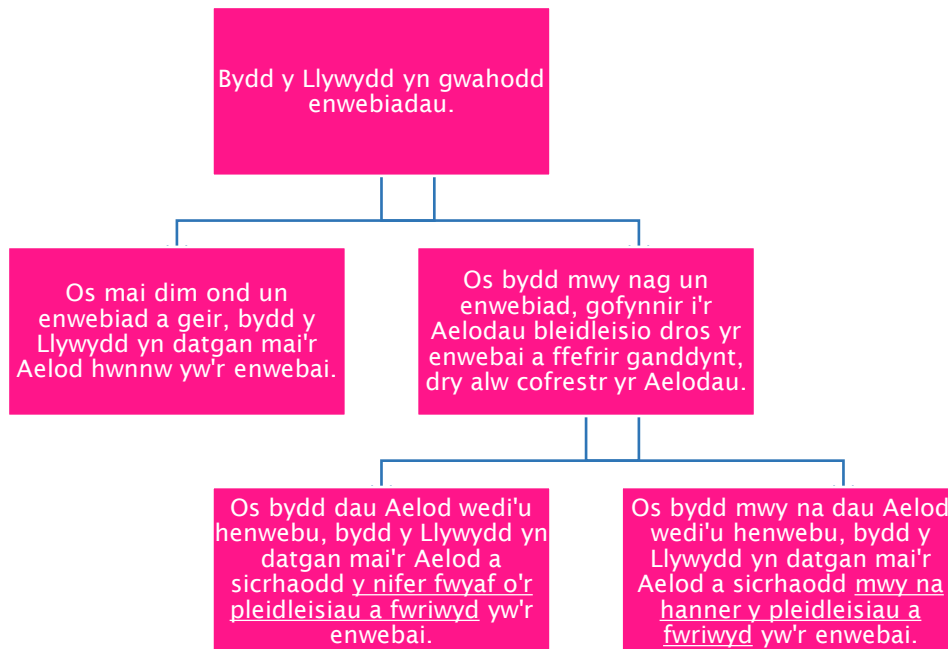 Bydd y Llywydd yn gwahodd
enwebiadau.
Os mai dim ond un
enwebiad a geir, bydd y
Llywydd yn datgan mai'r
Aelod hwnnw yw'r enwebai.
Os bydd mwy nag un
enwebiad, gofynnir i'r
Aelodau bleidleisio dros yr
enwebai a ffefrir ganddynt,
dry alw cofrestr yr Aelodau.
Os bydd dau Aelod wedi'u
henwebu, bydd y Llywydd yn
datgan mai'r Aelod a
sicrhaodd y nifer fwyaf o'r
pleidleisiau a fwriwyd yw'r
enwebai.
Os bydd mwy na dau Aelod
wedi'u henwebu, bydd y
Llywydd yn datgan mai'r
Aelod a sicrhaodd mwy na
hanner y pleidleisiau a
fwriwyd yw'r enwebai.